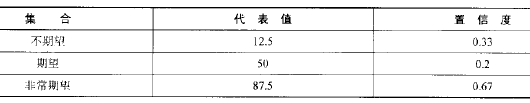 集合 代表值 置信度
不期望 12.5 0.33
期望 50 0.2
非常期望 87.5 0.67